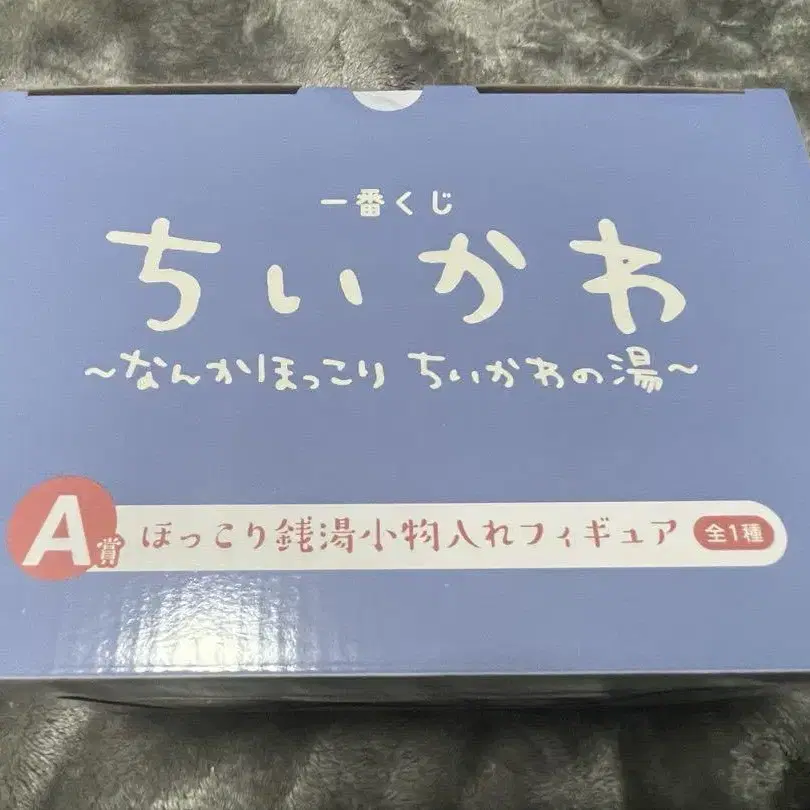 一番くじ
ちいかわ
～なんかほっこり ちいかわの湯～
A賞 ほっこり銭湯小物入れフィギュア 全1種